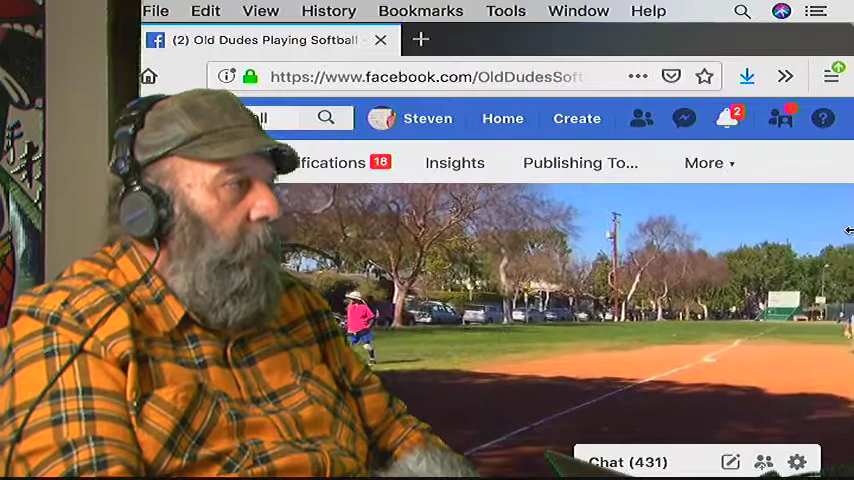 File Edit View History Bookmarks Tools Window Help
(2) Old Dudes Playing Softball
https://www.facebook.com/OldDudesSoft
ll Steven Home Create 2
ifications 18 Insights Publishing To... More
Chat (431)